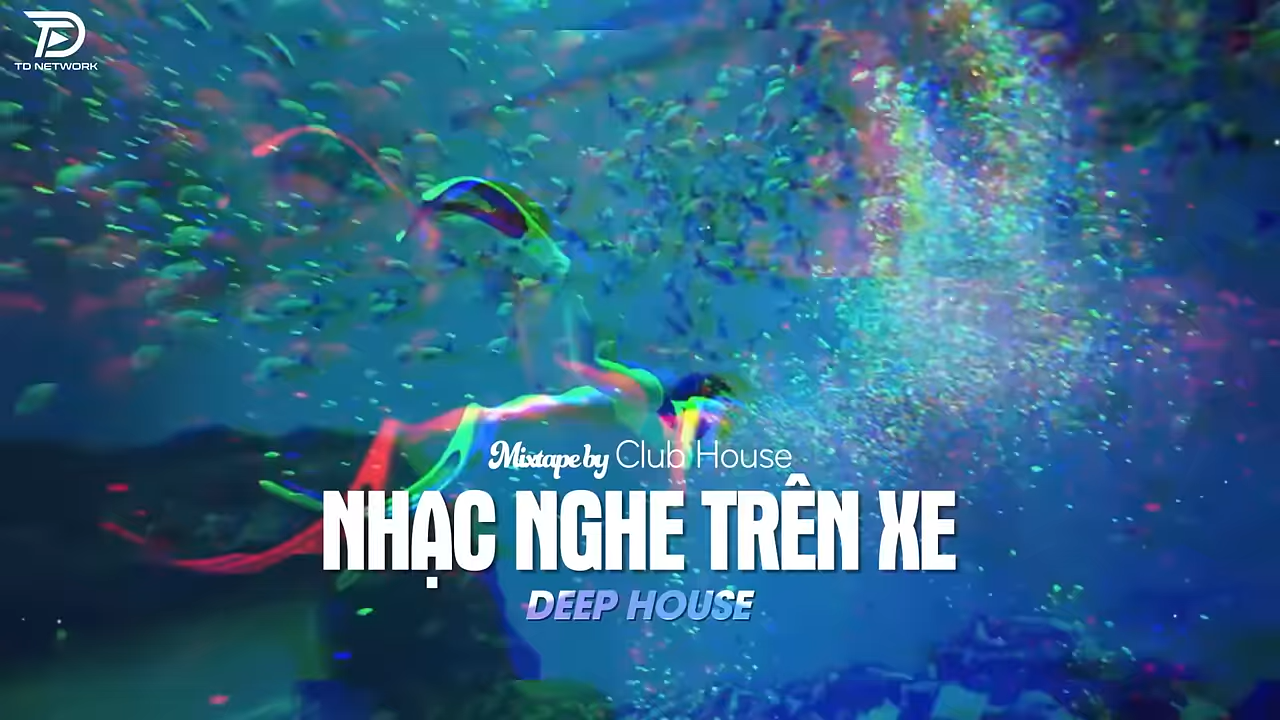 TD NETWORK
Mixtape by Club House
NHẠC NGHE TRÊN XE
DEEP HOUSE